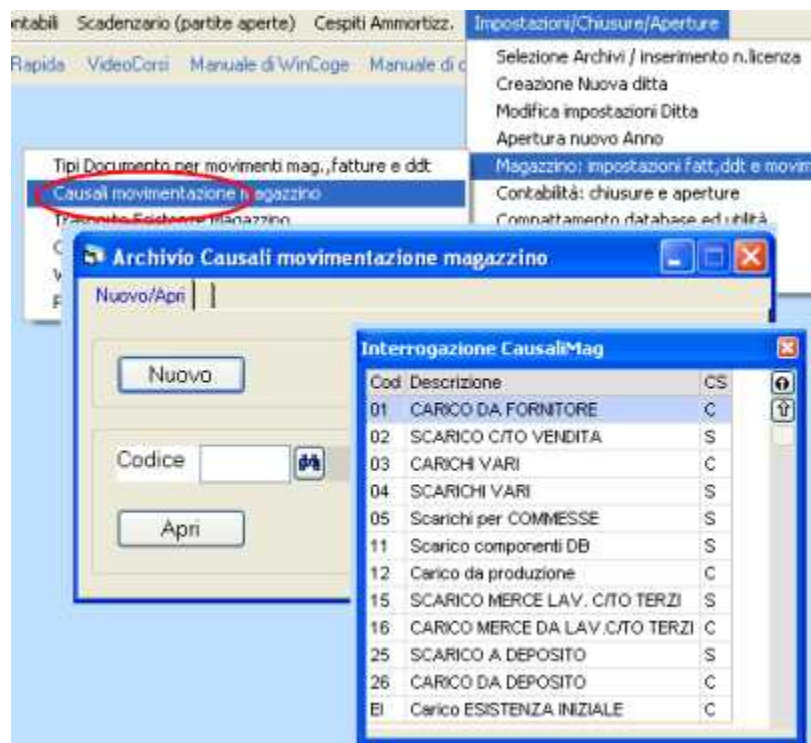 ntabili Scadenzario (partite aperte) Cespiti Ammortizz. Impostazioni/Chiusure/Aperture
Rapida VideoCorsi Manuale di WinCoge Manuale di c
Selezione Archivi / inserimento n.licenza
Creazione Nuova ditta
Modifica impostazioni Ditta
Apertura nuovo Anno
Magazzino: impostazioni fatt,ddt e movim
Contabilità: chiusure e aperture
Compattamento database ed utilità
Tipi Documento per movimenti mag.,fatture e ddt
Causali movimentazione magazzino
Trasporto Esistenze Magazzino
Archivio Causali movimentazione magazzino
Nuovo/Apri
Nuovo
Codice
Apri
Interrogazione CausaliMag
Cod Descrizione CS
01 CARICO DA FORNITORE C
02 SCARICO C/TO VENDITA S
03 CARICHI VARI C
04 SCARICHI VARI S
05 Scarichi per COMMESSE S
11 Scarico componenti DB S
12 Carico da produzione C
15 SCARICO MERCE LAV. C/TO TERZI S
16 CARICO MERCE DA LAV.C/TO TERZI C
25 SCARICO A DEPOSITO S
26 CARICO DA DEPOSITO C
EI Carico ESISTENZA INIZIALE C